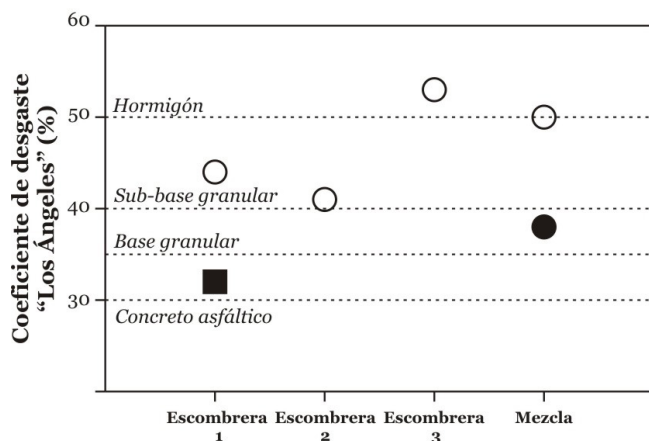 Coeficiente de desgaste
“Los Ángeles” (%)
60
50
40
30
Hormigón
Sub-base granular
Base granular
Concreto asfáltico
Escombrera
1
Escombrera
2
Escombrera
3
Mezcla